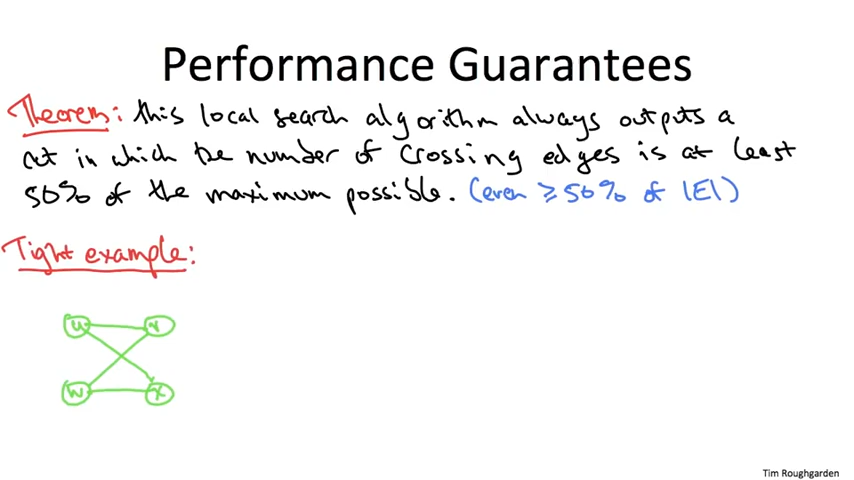 Performance Guarantees
Theorem: this local search algorithm always outputs a
cut in which the number of crossing edges is at least
50% of the maximum possible. (even ≥ 50% of |E|)
Tight example:
u v
w x
Tim Roughgarden